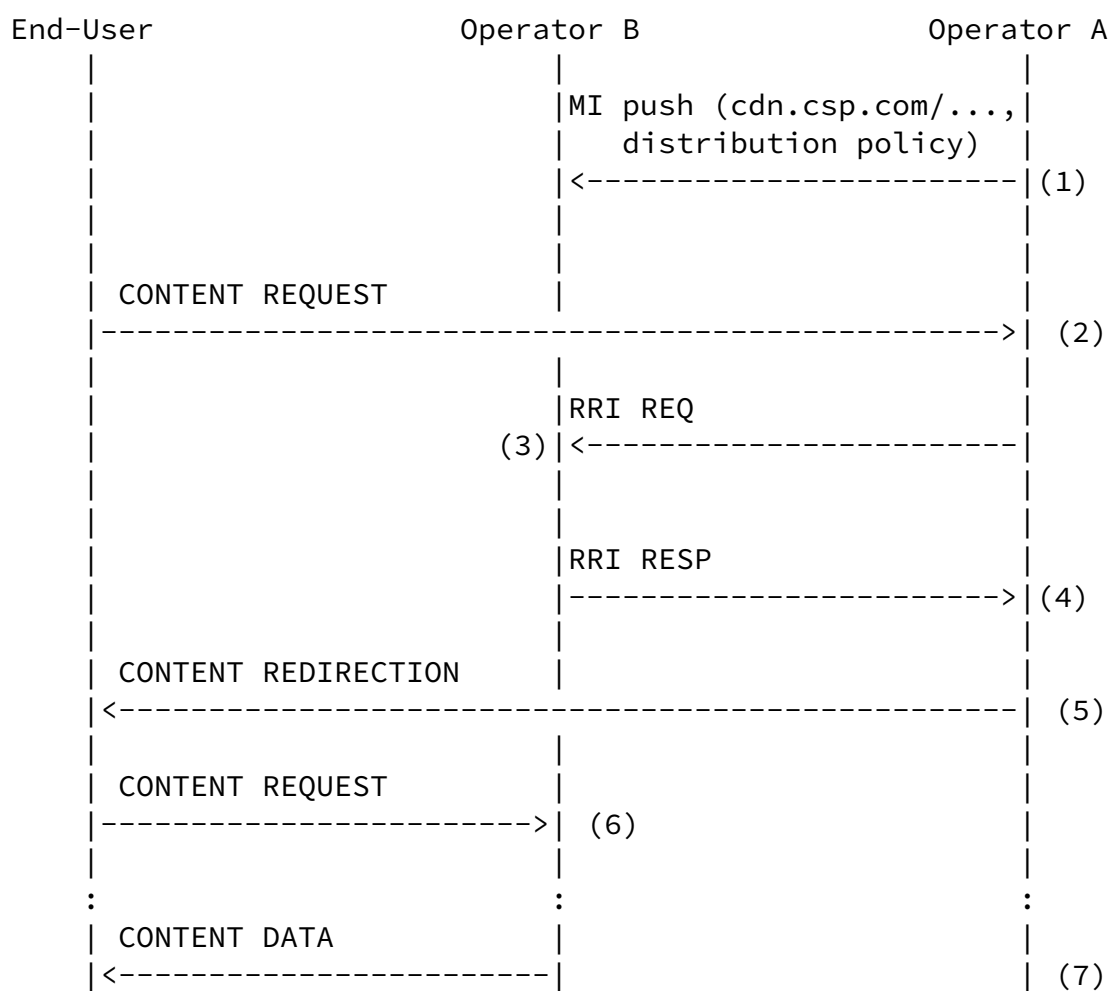 End-User Operator B Operator A
MI push (cdn.csp.com/...,
distribution policy)
(1)
CONTENT REQUEST
(2)
RRI REQ
(3)
RRI RESP
(4)
CONTENT REDIRECTION
(5)
CONTENT REQUEST
(6)
CONTENT DATA
(7)